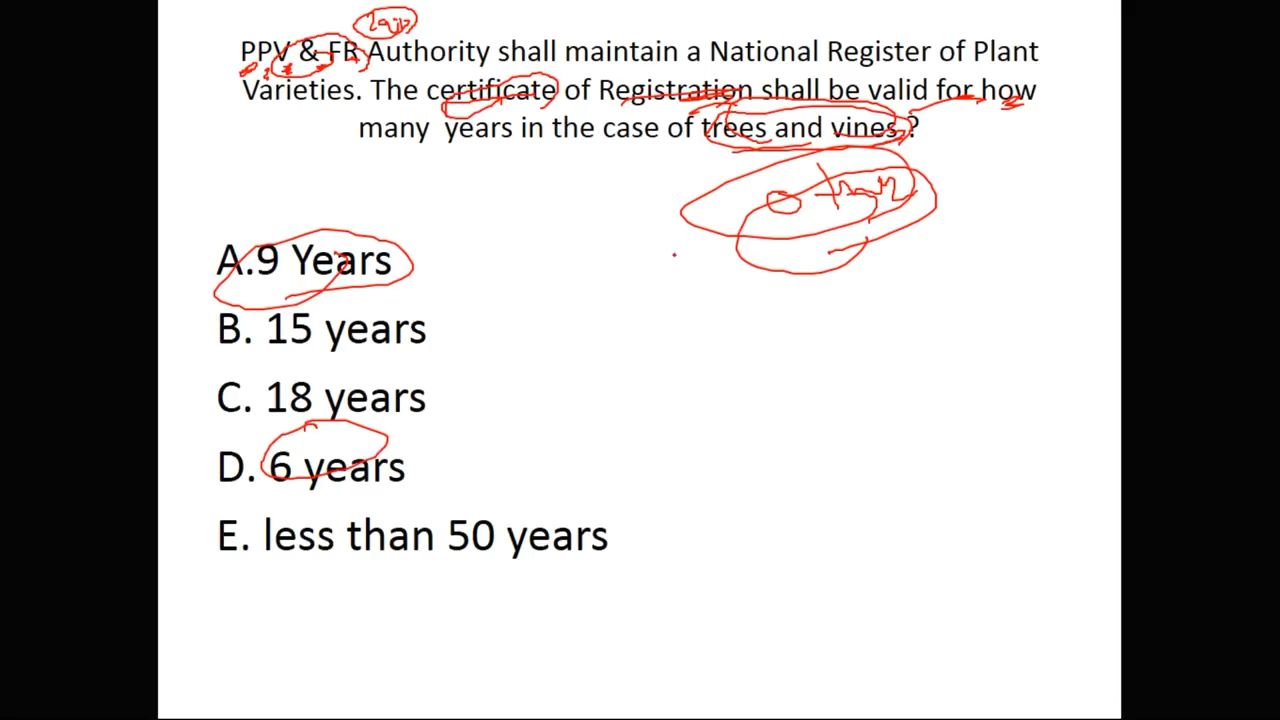 PPV & FR Authority shall maintain a National Register of Plant
Varieties. The certificate of Registration shall be valid for how
many years in the case of trees and vines ?
A.9 Years
B. 15 years
C. 18 years
D. 6 years
E. less than 50 years